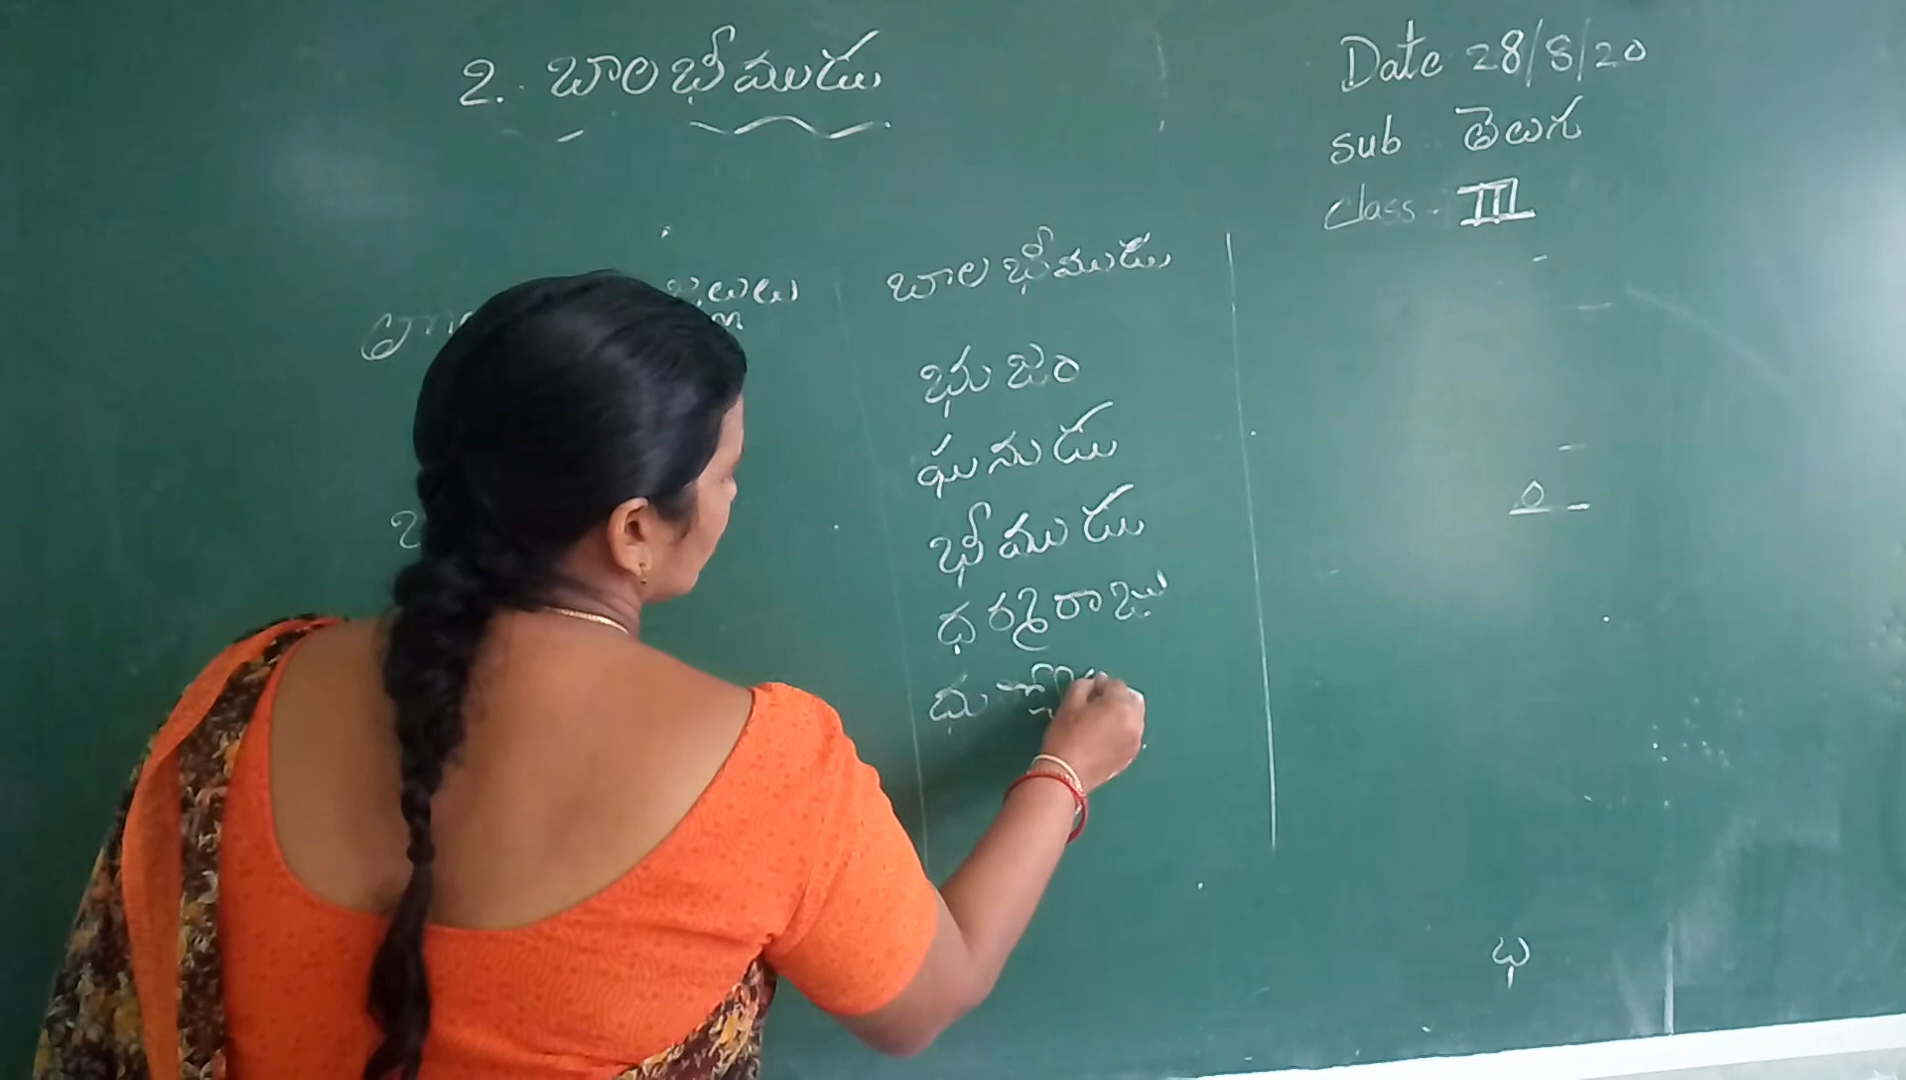 2. బాలభీముడు
Date 28/8/20
sub తెలుగు
class - III
బాలభీముడు
భుజం
ఘనుడు
భీముడు
ధర్మరాజు
ఛ